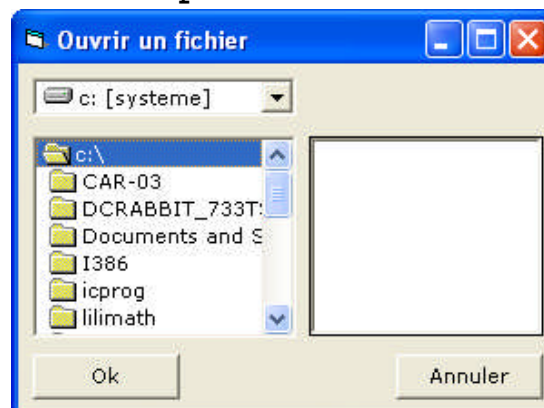 Ouvrir un fichier
c: [systeme]
c:\
CAR-03
DCRABBIT_733T
Documents and S
I386
icprog
lilimath
Ok
Annuler